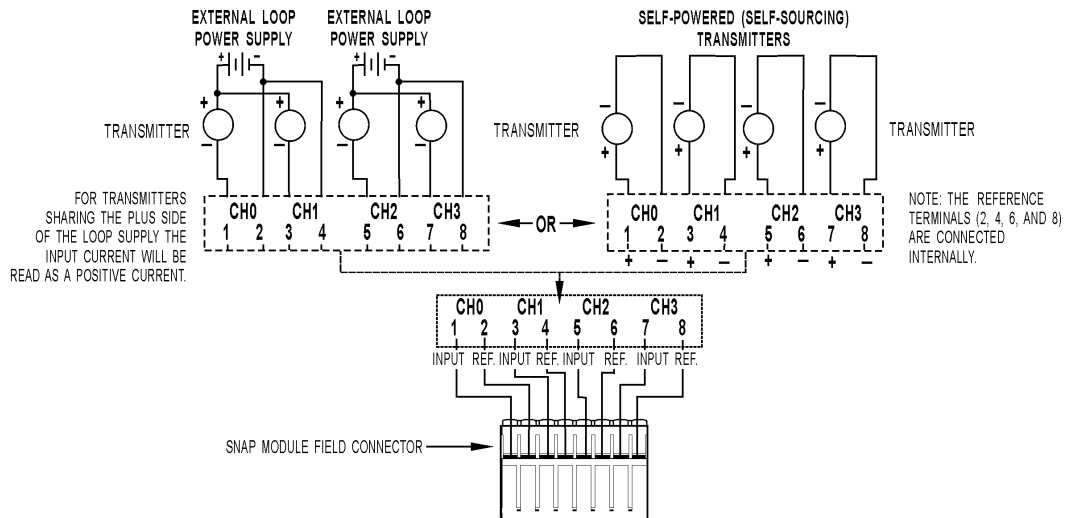 EXTERNAL LOOP
POWER SUPPLY
EXTERNAL LOOP
POWER SUPPLY
+ −
+ −
+ +
+ +
TRANSMITTER
− −
− −
FOR TRANSMITTERS
SHARING THE PLUS SIDE
OF THE LOOP SUPPLY THE
INPUT CURRENT WILL BE
READ AS A POSITIVE CURRENT.
CH0 CH1 CH2 CH3
1 2 3 4 5 6 7 8
OR
SELF-POWERED (SELF-SOURCING)
TRANSMITTERS
− − − −
TRANSMITTER
TRANSMITTER
+ + + +
CH0 CH1 CH2 CH3
1 2 3 4 5 6 7 8
+ − + − + − + −
NOTE: THE REFERENCE
TERMINALS (2, 4, 6, AND 8)
ARE CONNECTED
INTERNALLY.
CH0 CH1 CH2 CH3
1 2 3 4 5 6 7 8
INPUT REF. INPUT REF. INPUT REF. INPUT REF.
SNAP MODULE FIELD CONNECTOR